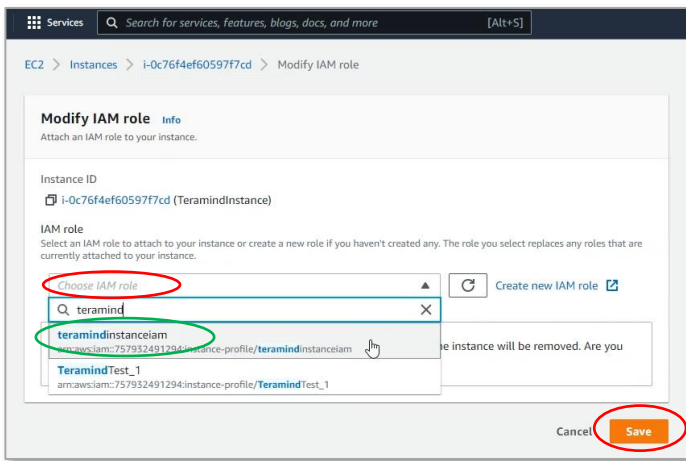 Services
Search for services, features, blogs, docs, and more
[Alt+S]
EC2 > Instances > i-0c76f4ef60597f7cd > Modify IAM role
Modify IAM role Info
Attach an IAM role to your instance.
Instance ID
i-0c76f4ef60597f7cd (TeramindInstance)
IAM role
Select an IAM role to attach to your instance or create a new role if you haven't created any. The role you select replaces any roles that are
currently attached to your instance.
Choose IAM role
Create new IAM role
teramind
teramindinstanceiam
arn:aws:iam::757932491294:instance-profile/teramindinstanceiam
e instance will be removed. Are you
TeramindTest_1
arn:aws:iam::757932491294:instance-profile/TeramindTest_1
Cancel
Save